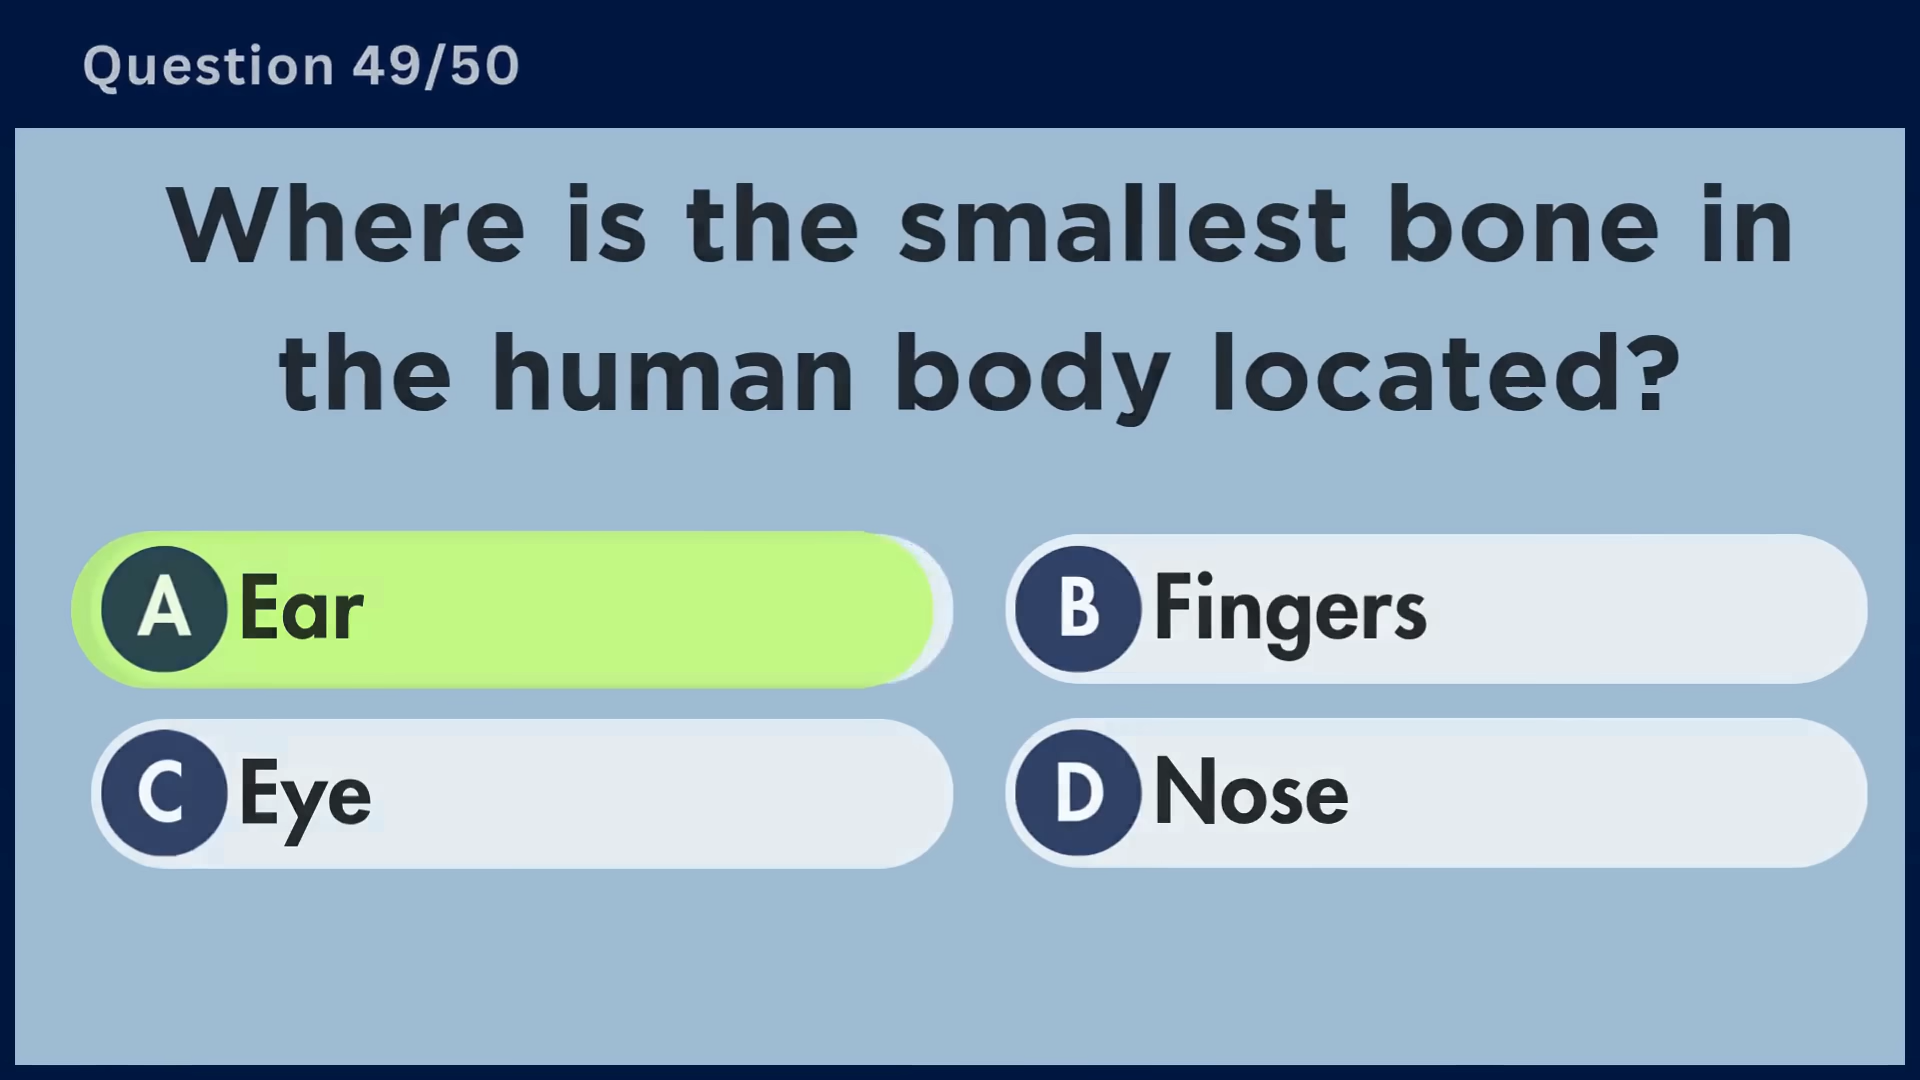 Question 49/50
Where is the smallest bone in
the human body located?
A Ear
B Fingers
C Eye
D Nose